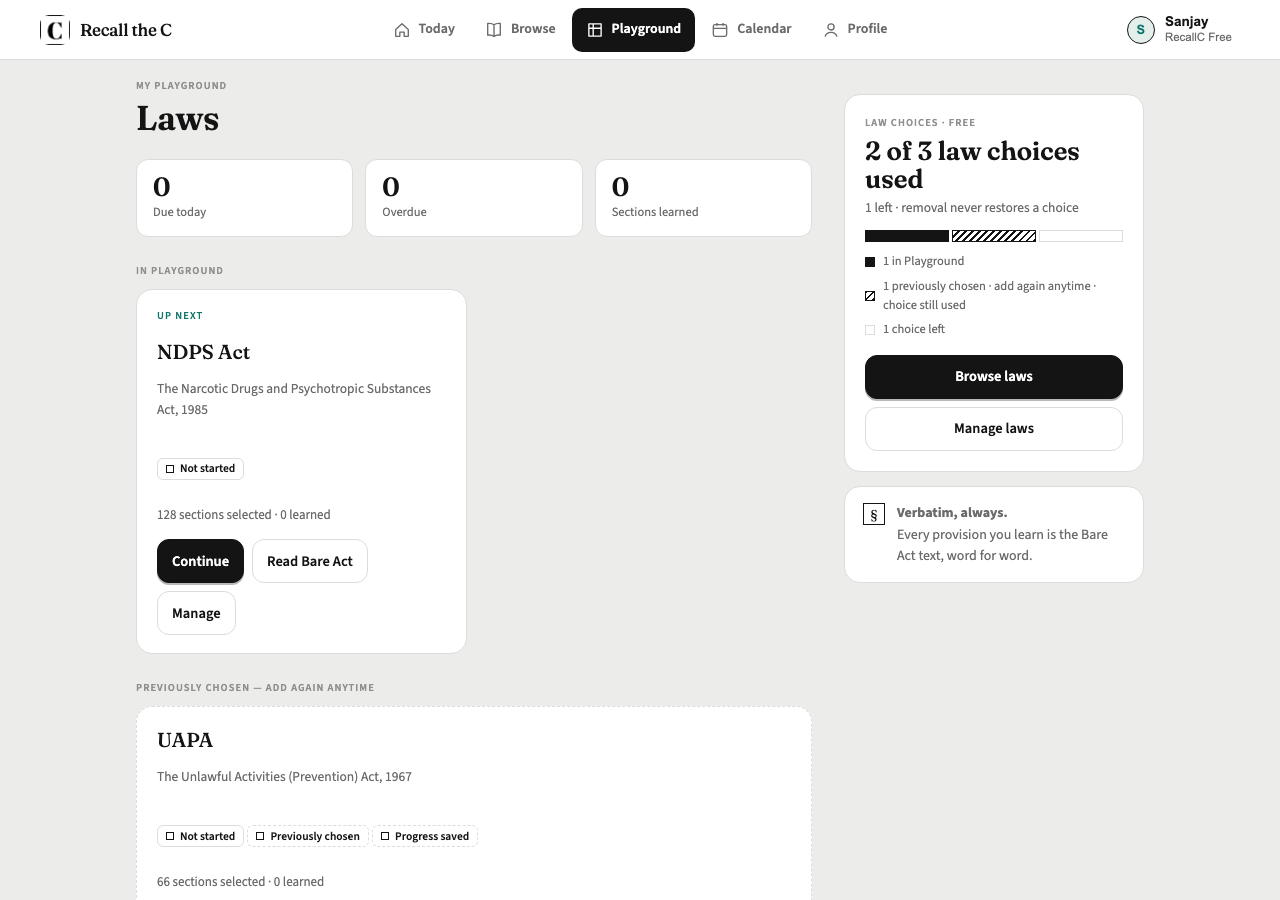 C Recall the C
Today
Browse
Playground
Calendar
Profile
S
Sanjay
RecallC Free
MY PLAYGROUND
Laws
0
Due today
0
Overdue
0
Sections learned
IN PLAYGROUND
UP NEXT
NDPS Act
The Narcotic Drugs and Psychotropic Substances
Act, 1985
Not started
128 sections selected · 0 learned
Continue
Read Bare Act
Manage
PREVIOUSLY CHOSEN — ADD AGAIN ANYTIME
UAPA
The Unlawful Activities (Prevention) Act, 1967
Not started
Previously chosen
Progress saved
66 sections selected · 0 learned
LAW CHOICES · FREE
2 of 3 law choices
used
1 left · removal never restores a choice
1 in Playground
1 previously chosen · add again anytime ·
choice still used
1 choice left
Browse laws
Manage laws
§
Verbatim, always.
Every provision you learn is the Bare
Act text, word for word.